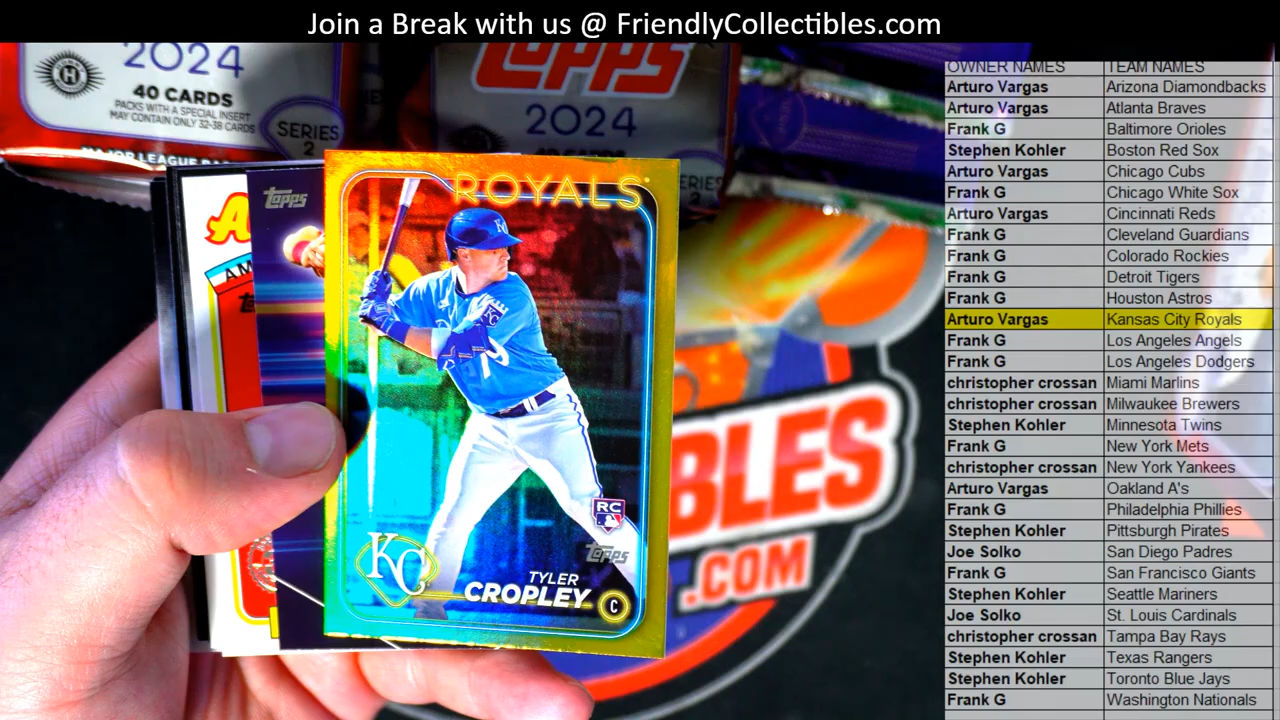 Join a Break with us @ FriendlyCollectibles.com
2024
40 CARDS
PACKS WITH A SPECIAL INSERT
MAY CONTAIN ONLY 32-38 CARDS
SERIES
2
TOPPS
2024
2
Topps
ROYALS
KC
79
RC
Topps
KC
TYLER
CROPLEY
C
BLES
.COM
OWNER NAMES TEAM NAMES
Arturo Vargas Arizona Diamondbacks
Arturo Vargas Atlanta Braves
Frank G Baltimore Orioles
Stephen Kohler Boston Red Sox
Arturo Vargas Chicago Cubs
Frank G Chicago White Sox
Arturo Vargas Cincinnati Reds
Frank G Cleveland Guardians
Frank G Colorado Rockies
Frank G Detroit Tigers
Frank G Houston Astros
Arturo Vargas Kansas City Royals
Frank G Los Angeles Angels
Frank G Los Angeles Dodgers
christopher crossan Miami Marlins
christopher crossan Milwaukee Brewers
Stephen Kohler Minnesota Twins
Frank G New York Mets
christopher crossan New York Yankees
Arturo Vargas Oakland A's
Frank G Philadelphia Phillies
Stephen Kohler Pittsburgh Pirates
Joe Solko San Diego Padres
Frank G San Francisco Giants
Stephen Kohler Seattle Mariners
Joe Solko St. Louis Cardinals
christopher crossan Tampa Bay Rays
Stephen Kohler Texas Rangers
Stephen Kohler Toronto Blue Jays
Frank G Washington Nationals